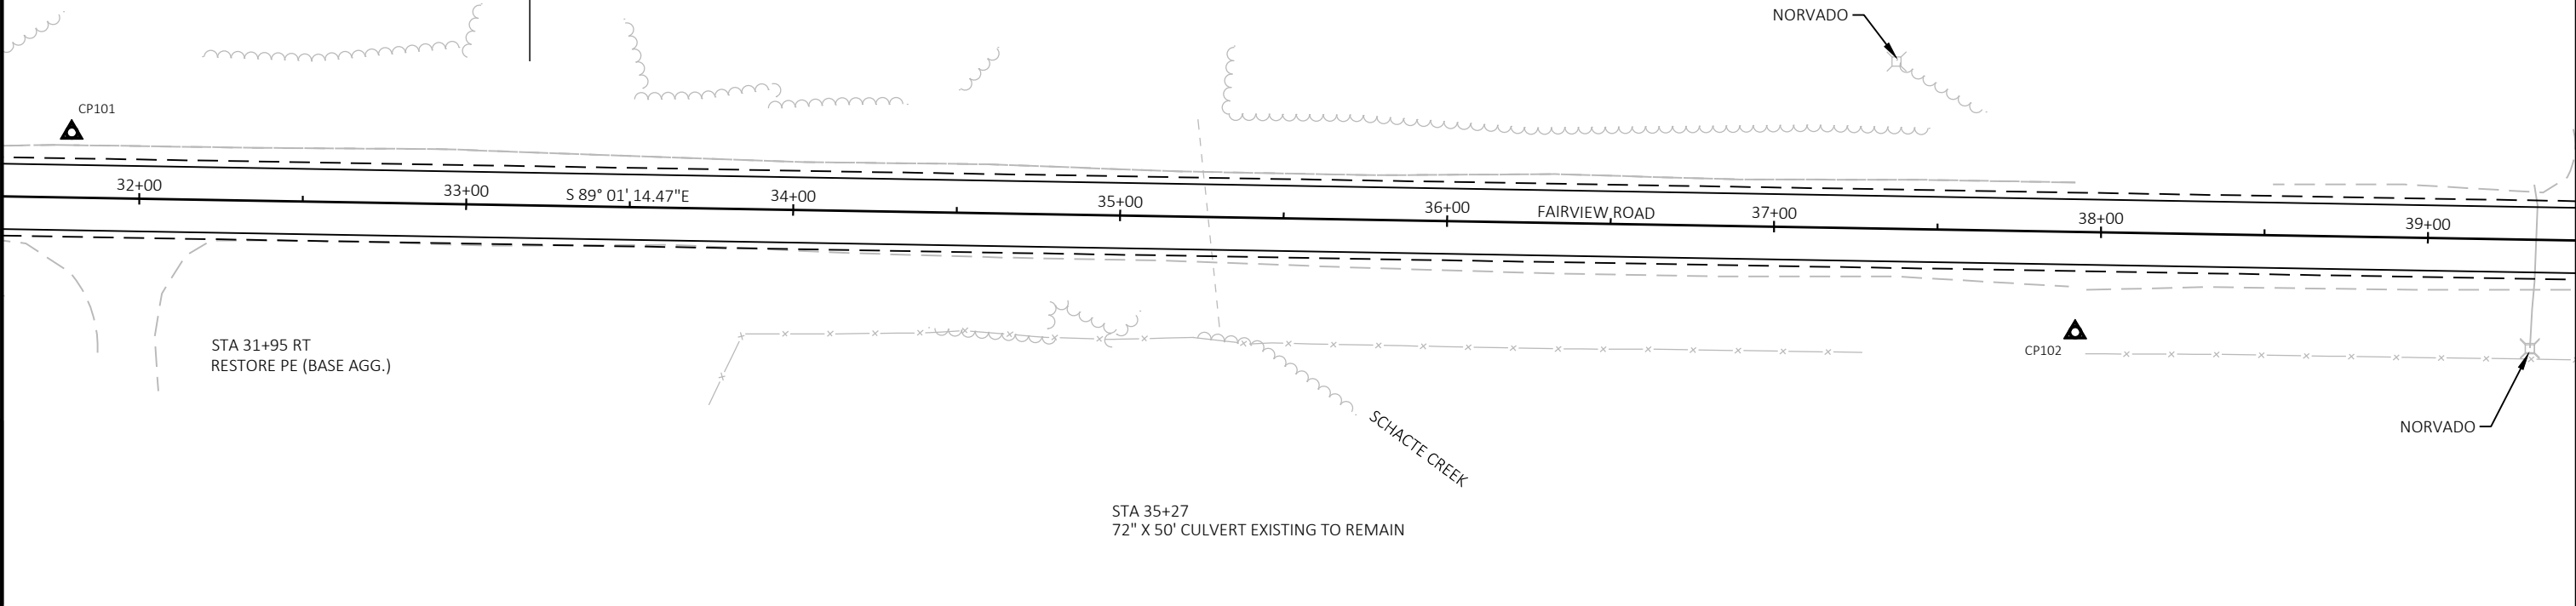 NORVADO
CP101
32+00
33+00
S 89° 01' 14.47"E
34+00
35+00
36+00
FAIRVIEW ROAD
37+00
38+00
39+00
STA 31+95 RT
RESTORE PE (BASE AGG.)
CP102
NORVADO
SCHACTE CREEK
STA 35+27
72" X 50' CULVERT EXISTING TO REMAIN